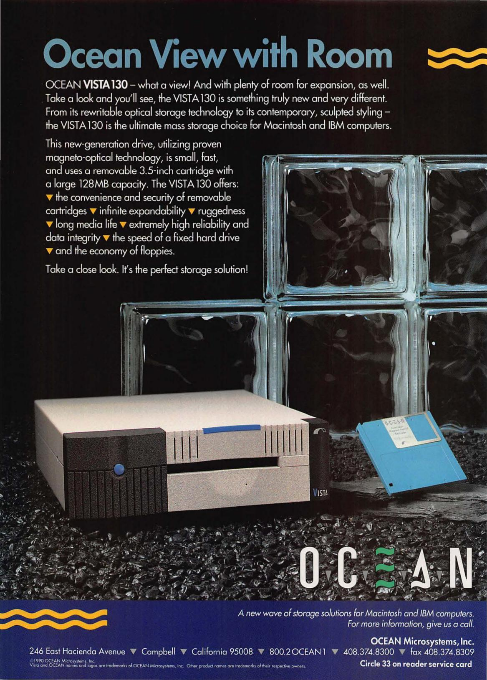 Ocean View with Room
OCEAN VISTA130 – what a view! And with plenty of room for expansion, as well.
Take a look and you'll see, the VISTA130 is something truly new and very different.
From its rewritable optical storage technology to its contemporary, sculpted styling –
the VISTA130 is the ultimate mass storage choice for Macintosh and IBM computers.
This new-generation drive, utilizing proven
magneto-optical technology, is small, fast,
and uses a removable 3.5-inch cartridge with
a large 128MB capacity. The VISTA130 offers:
▼ the convenience and security of removable
cartridges ▼ infinite expandability ▼ ruggedness
▼ long media life ▼ extremely high reliability and
data integrity ▼ the speed of a fixed hard drive
▼ and the economy of floppies.
Take a close look. It's the perfect storage solution!
VISTA
OCEAN
A new wave of storage solutions for Macintosh and IBM computers.
For more information, give us a call.
OCEAN Microsystems, Inc.
246 East Hacienda Avenue ▼ Campbell ▼ California 95008 ▼ 800.2OCEAN1 ▼ 408.374.8300 ▼ fax 408.374.8309
©1990 OCEAN Microsystems, Inc.
Vista and OCEAN names and logos are trademarks of OCEAN Microsystems, Inc. Other product names are trademarks of their respective owners.
Circle 33 on reader service card